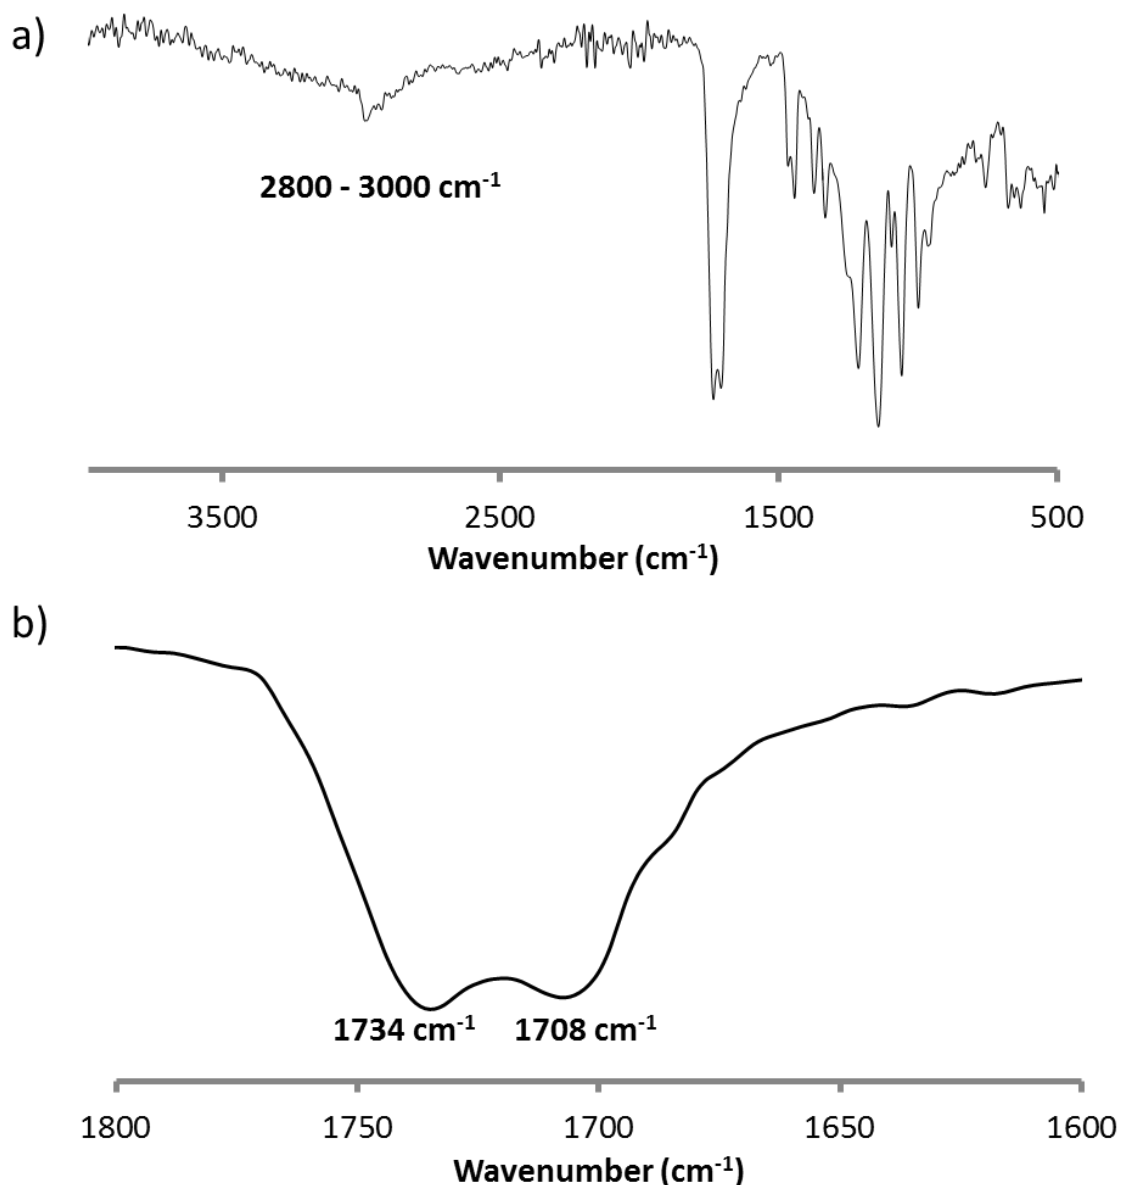 a)
2800 - 3000 cm⁻¹
3500 2500 1500 500
Wavenumber (cm⁻¹)
b)
1734 cm⁻¹ 1708 cm⁻¹
1800 1750 1700 1650 1600
Wavenumber (cm⁻¹)